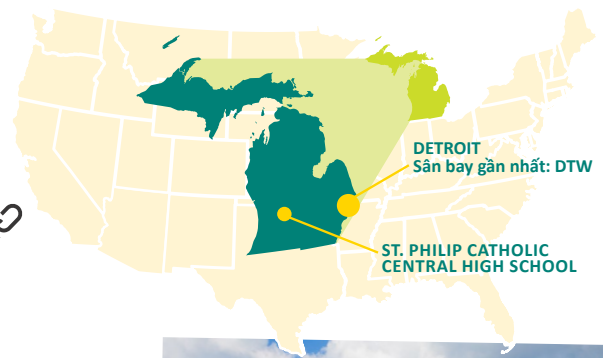 DETROIT
Sân bay gần nhất: DTW
ST. PHILIP CATHOLIC
CENTRAL HIGH SCHOOL